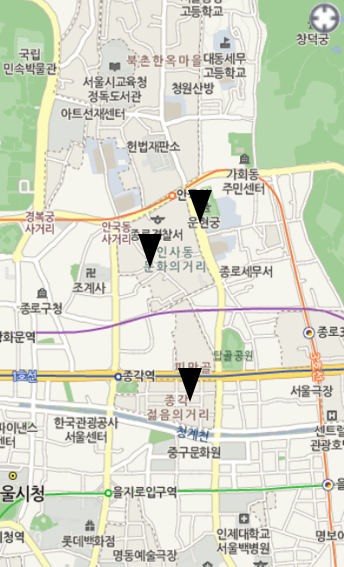 고등학교
창덕궁
국립
민속박물관
북촌한옥마을
대동세무
고등학교
서울시교육청
정독도서관
청원산방
아트선재센터
헌법재판소
가회동
주민센터
경복궁
사거리
안국동
사거리
안국
운현궁
종로경찰서
인사동
문화의거리
종로세무서
조계사
종로구청
광화문역
종로3
탑골공원
피맛골
1호선
종각역
서울극장
종각
젊음의거리
청계천
한국관광공사
서울센터
파이낸스
센터
센트럴
관광호
중구문화원
울시청
을지로입구역
을
시청역
롯데백화점
명동예술극장
인제대학교
서울백병원
명보아